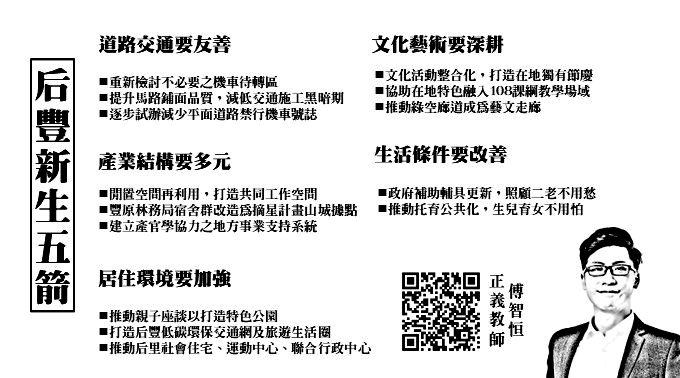 后豐新生五箭
道路交通要友善
■重新檢討不必要之機車待轉區
■提升馬路鋪面品質，減低交通施工黑暗期
■逐步試辦減少平面道路禁行機車號誌
產業結構要多元
■閒置空間再利用，打造共同工作空間
■豐原林務局宿舍群改造為摘星計畫山城據點
■建立產官學協力之地方事業支持系統
居住環境要加強
■推動親子座談以打造特色公園
■打造后豐低碳環保交通網及旅遊生活圈
■推動后里社會住宅、運動中心、聯合行政中心
文化藝術要深耕
■文化活動整合化，打造在地獨有節慶
■協助在地特色融入108課綱教學場域
■推動綠空廊道成為藝文走廊
生活條件要改善
■政府補助輔具更新，照顧二老不用愁
■推動托育公共化，生兒育女不用怕
正義教師
傅智恒